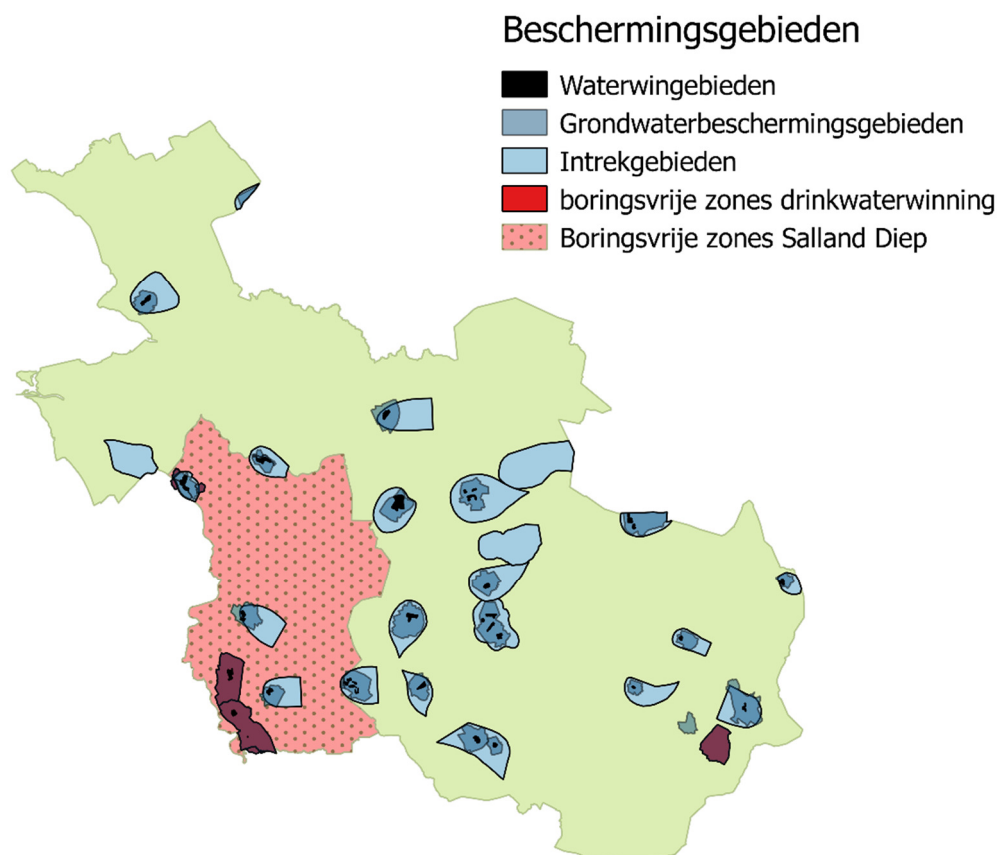 Beschermingsgebieden
Waterwingebieden
Grondwaterbeschermingsgebieden
Intrekgebieden
boringsvrije zones drinkwaterwinning
Boringsvrije zones Salland Diep